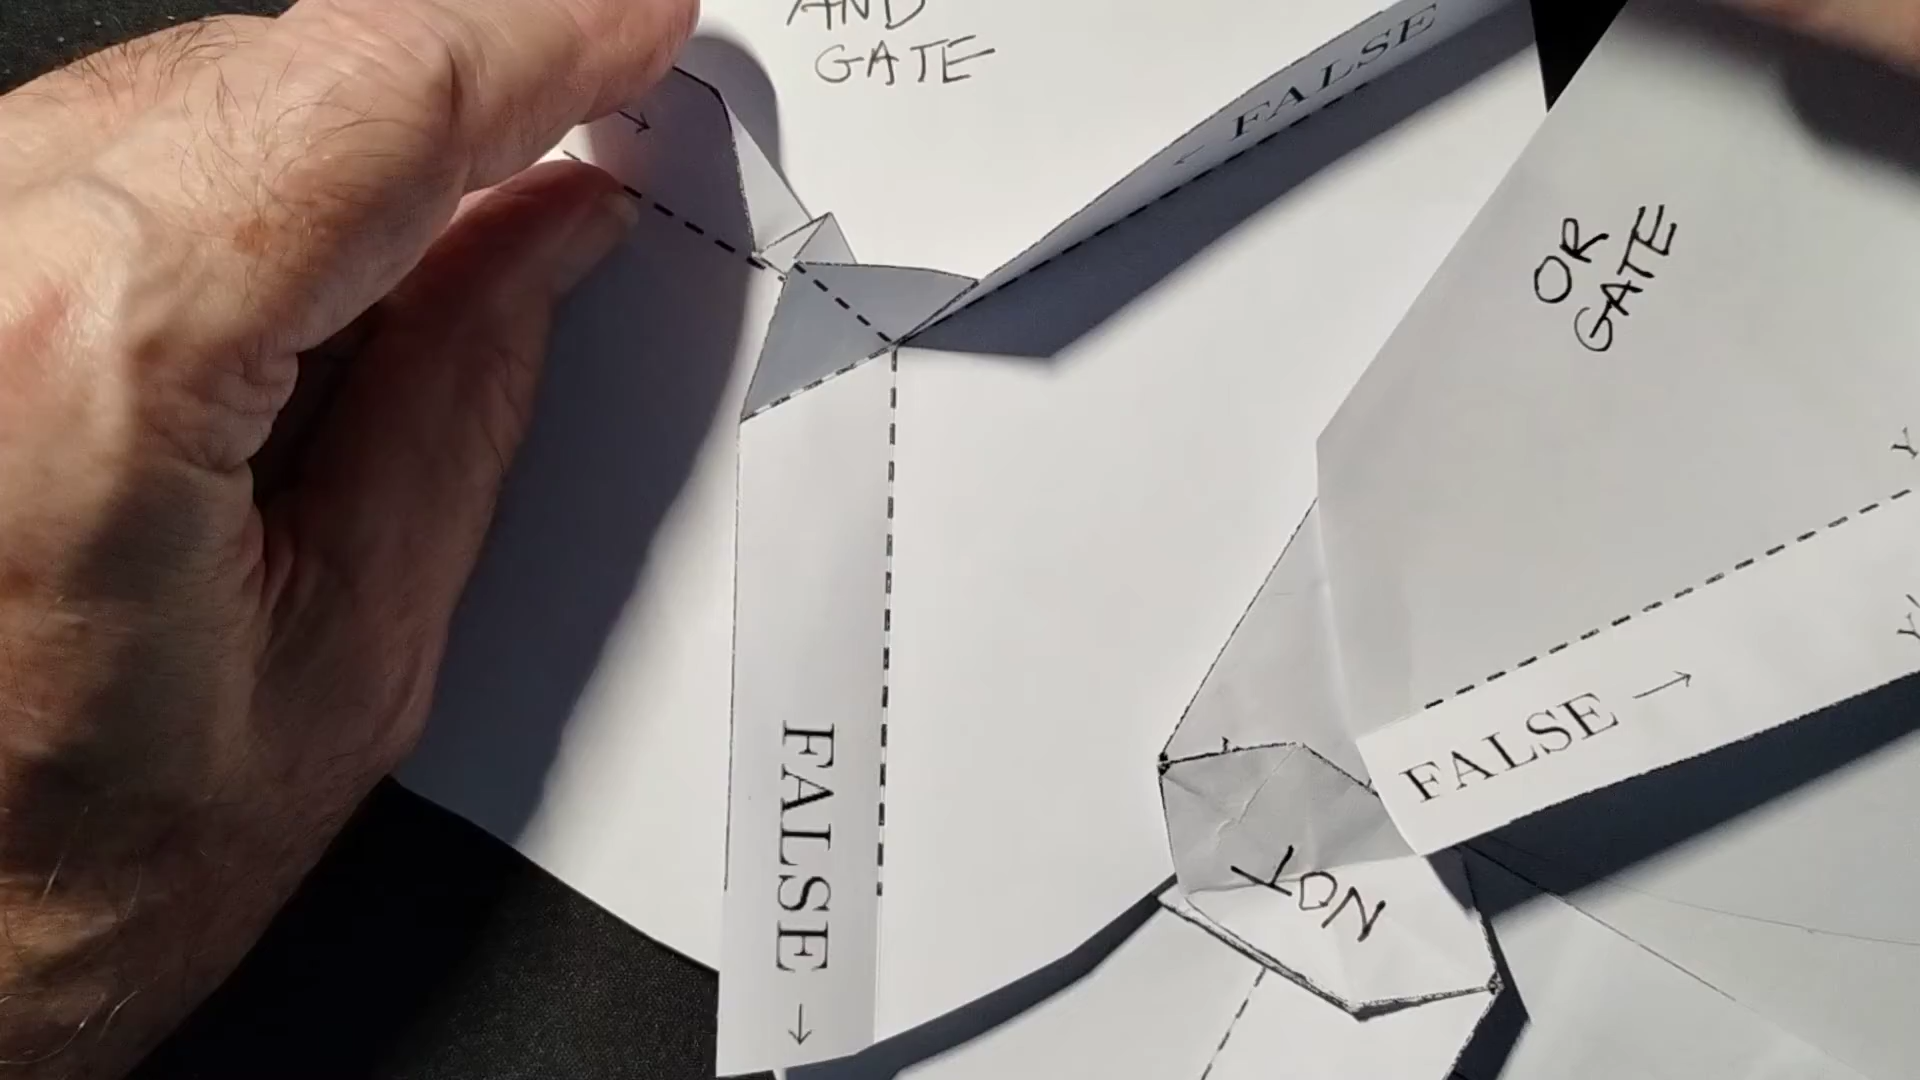 AND
GATE
→
← FALSE
OR
GATE
Y
Y
FALSE →
FALSE →
NOT